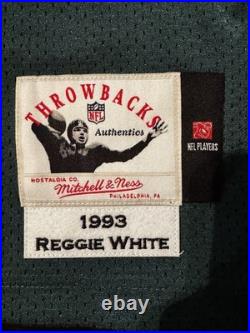 THROWBACKS
NFL
Authentics
NFL PLAYERS
NOSTALGIA CO.
Mitchell & Ness
PHILADELPHIA, PA
1993
REGGIE WHITE